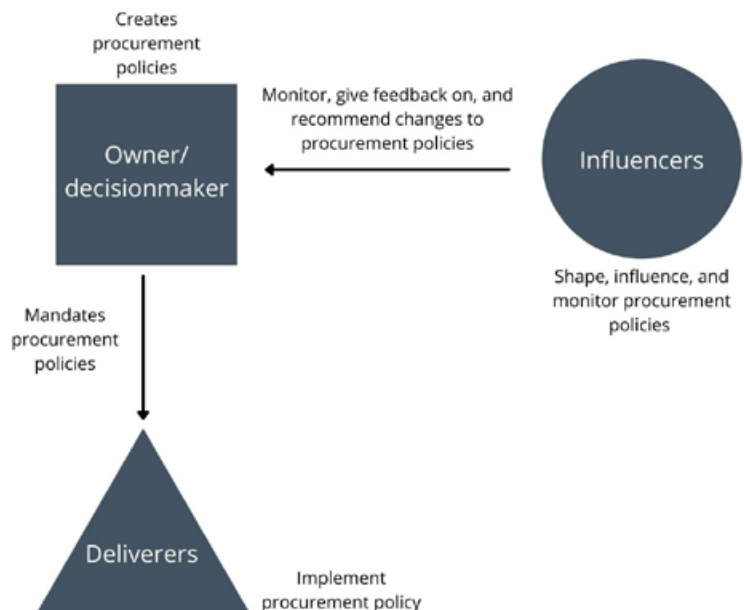 Creates
procurement
policies
Owner/
decisionmaker
Monitor, give feedback on, and
recommend changes to
procurement policies
Influencers
Shape, influence, and
monitor procurement
policies
Mandates
procurement
policies
Deliverers
Implement
procurement policy